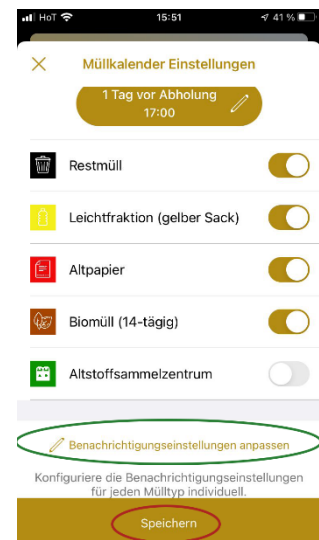 HoT 15:51 41 %
Müllkalender Einstellungen
1 Tag vor Abholung
17:00
Restmüll
Leichtfraktion (gelber Sack)
Altpapier
Biomüll (14-tägig)
Altstoffsammelzentrum
Benachrichtigungseinstellungen anpassen
Konfiguriere die Benachrichtigungseinstellungen
für jeden Mülltyp individuell.
Speichern